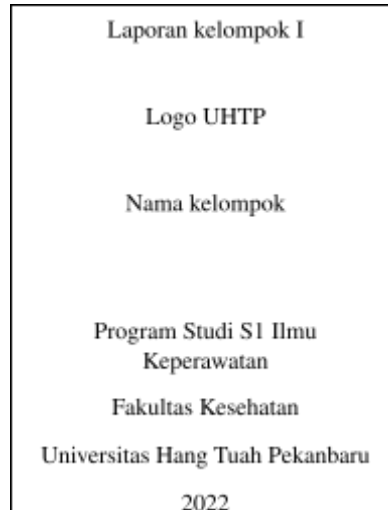 Laporan kelompok I
Logo UHTP
Nama kelompok
Program Studi S1 Ilmu
Keperawatan
Fakultas Kesehatan
Universitas Hang Tuah Pekanbaru
2022